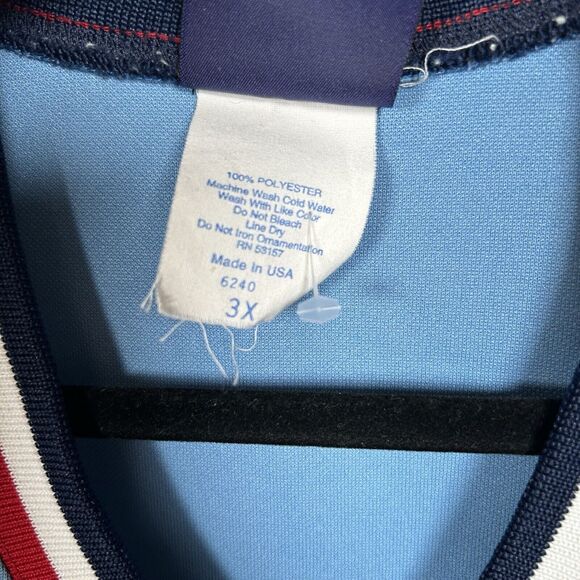 100% POLYESTER
Machine Wash Cold Water
Wash With Like Color
Do Not Bleach
Line Dry
Do Not Iron Ornamentation
RN 53157
Made In USA
6240
3X